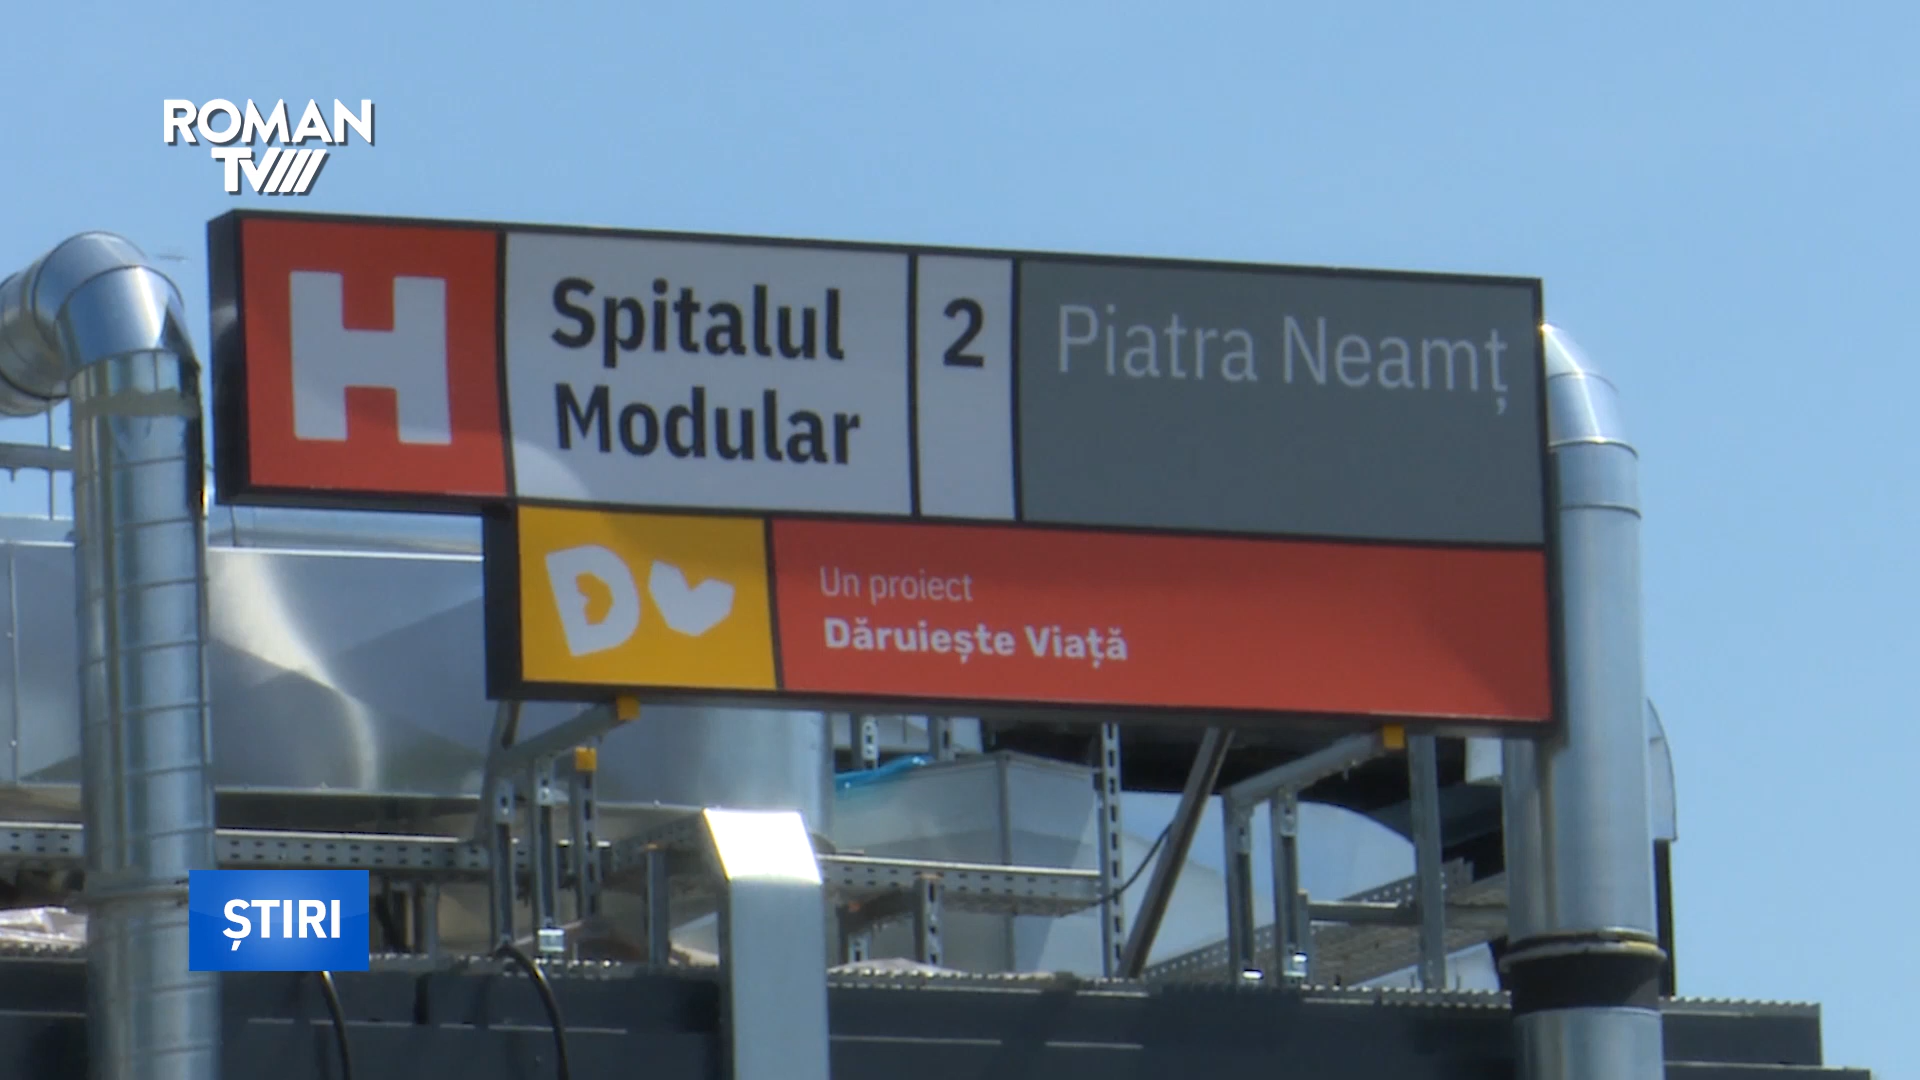 ROMAN
TV
H
Spitalul
Modular
2
Piatra Neamț
Un proiect
Dăruiește Viață
ȘTIRI